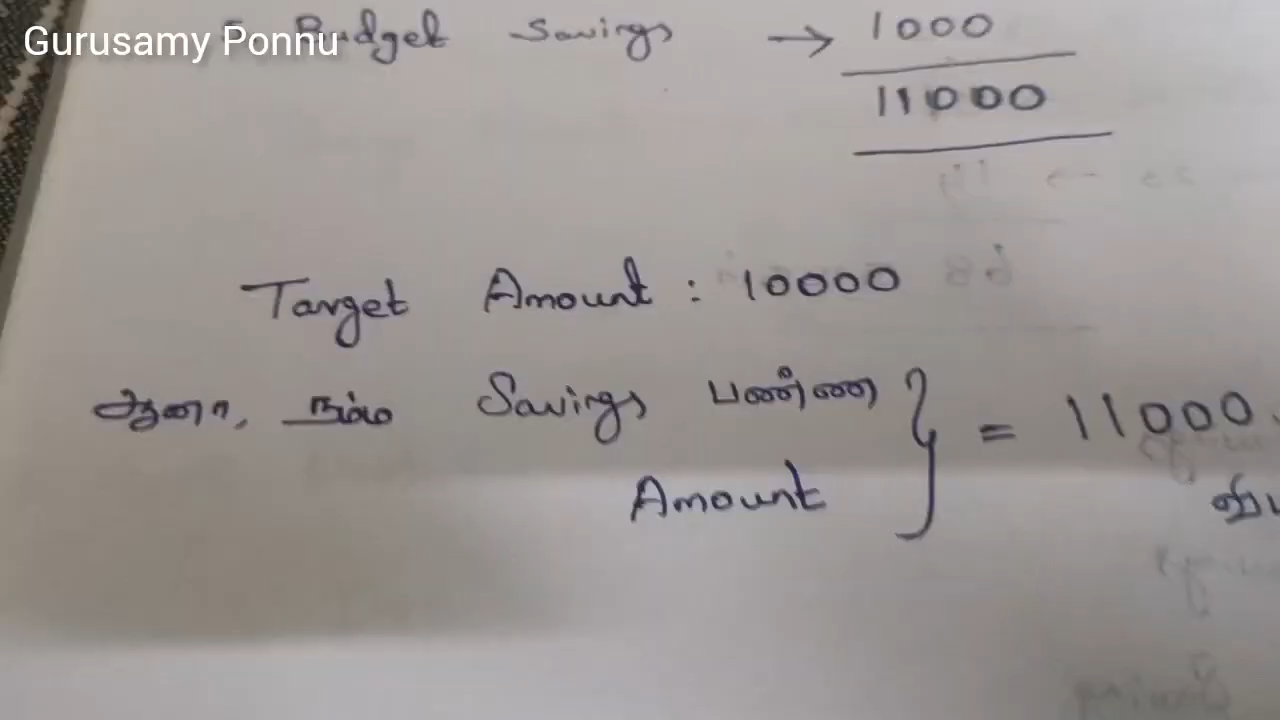 Gurusamy Ponnu
Budget Savings → 1000
11000
Target Amount : 10000
ஆனா, நம்ம Savings பண்ண
Amount } = 11000